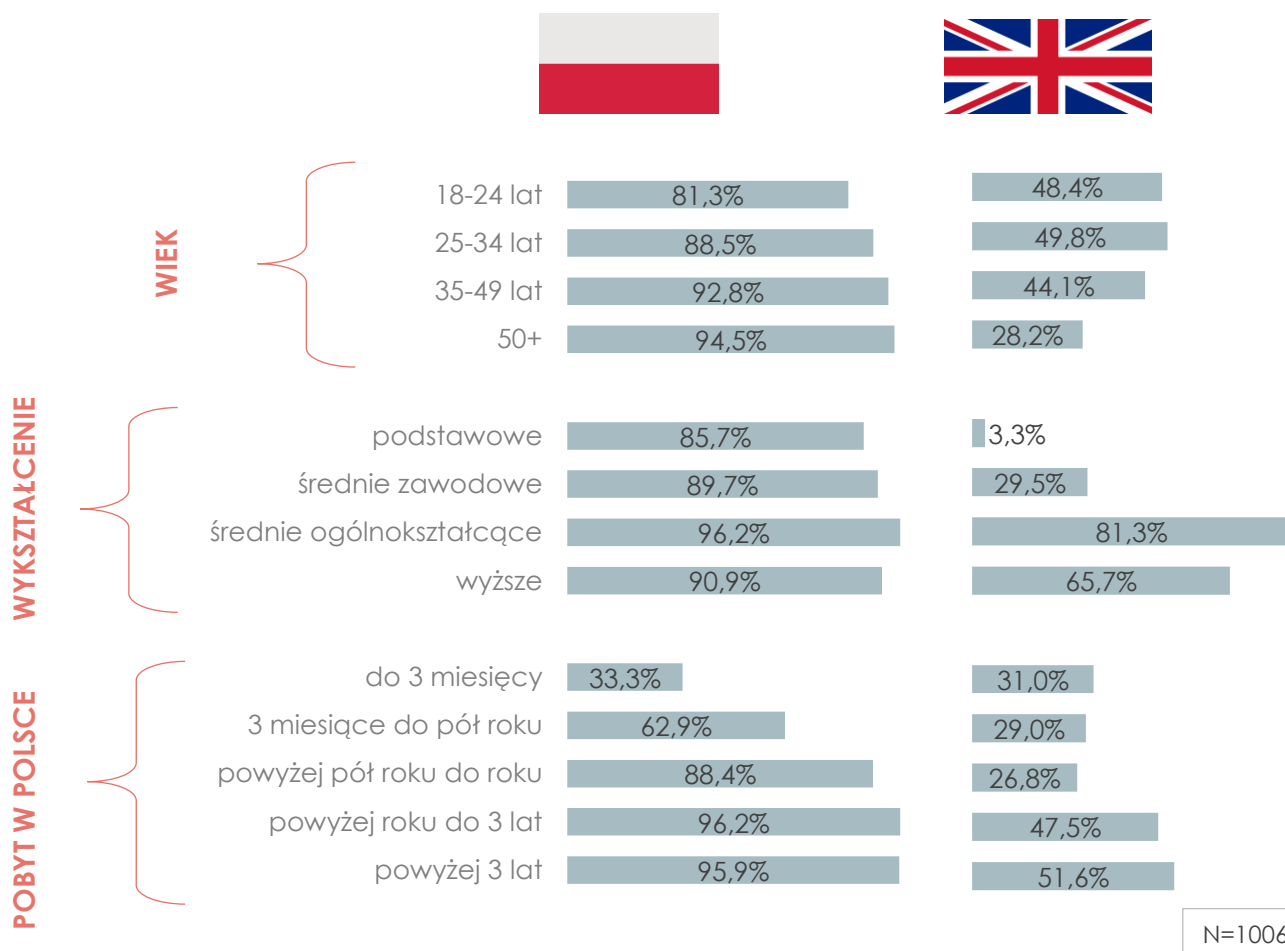 WIEK
18-24 lat 81,3% 48,4%
25-34 lat 88,5% 49,8%
35-49 lat 92,8% 44,1%
50+ 94,5% 28,2%
WYKSZTAŁCENIE
podstawowe 85,7% 3,3%
średnie zawodowe 89,7% 29,5%
średnie ogólnokształcące 96,2% 81,3%
wyższe 90,9% 65,7%
POBYT W POLSCE
do 3 miesięcy 33,3% 31,0%
3 miesiące do pół roku 62,9% 29,0%
powyżej pół roku do roku 88,4% 26,8%
powyżej roku do 3 lat 96,2% 47,5%
powyżej 3 lat 95,9% 51,6%
N=1006